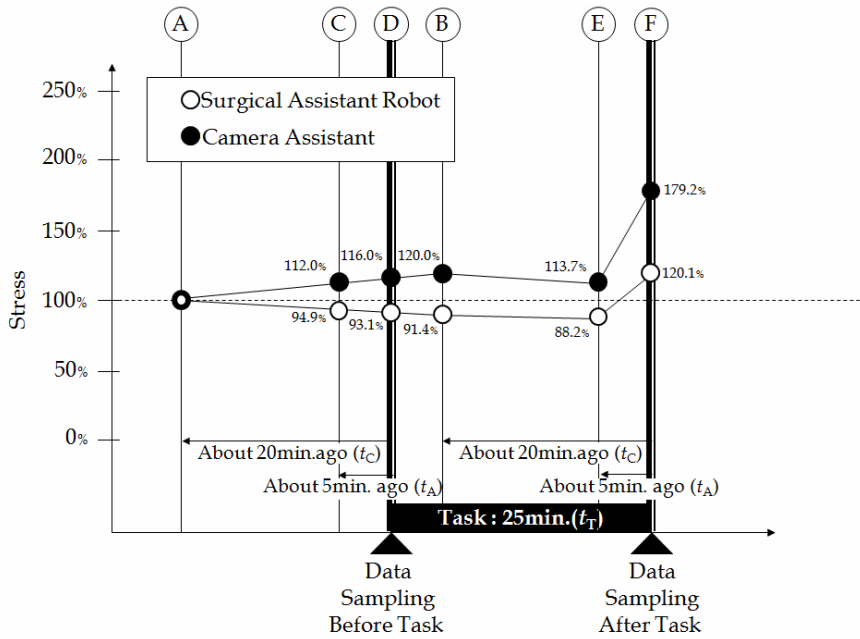 A
C
D
B
E
F
250%
200%
150%
100%
50%
0%
Stress
Surgical Assistant Robot
Camera Assistant
112.0%
116.0%
120.0%
113.7%
179.2%
94.9%
93.1%
91.4%
88.2%
120.1%
About 20min.ago (tC)
About 20min.ago (tC)
About 5min. ago (tA)
About 5min. ago (tA)
Task : 25min.(tT)
Data
Sampling
Before Task
Data
Sampling
After Task